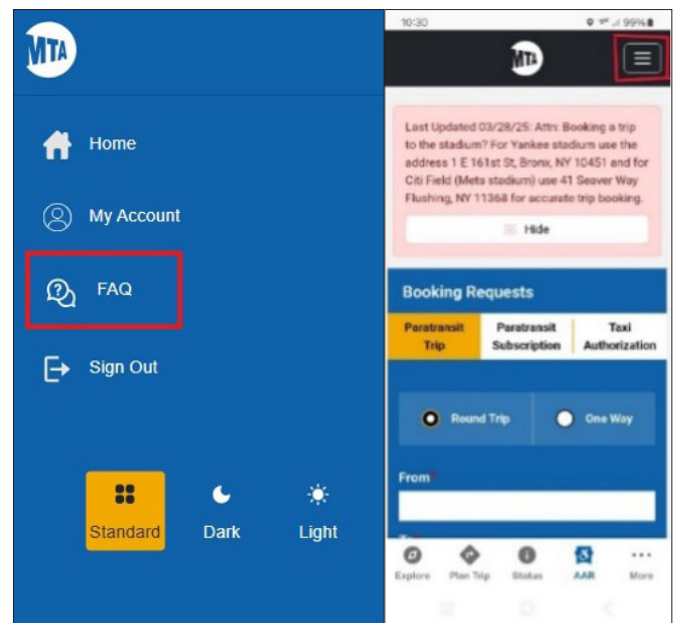 MTA
Home
My Account
FAQ
Sign Out
Standard Dark Light
10:30 99%
MTA
Last Updated 03/28/25: Attn: Booking a trip
to the stadium? For Yankee stadium use the
address 1 E 161st St, Bronx, NY 10451 and for
Citi Field (Mets stadium) use 41 Seaver Way
Flushing, NY 11368 for accurate trip booking.
Hide
Booking Requests
Paratransit Paratransit Taxi
Trip Subscription Authorization
Round Trip One Way
From*
Explore Plan Trip Status AAR More